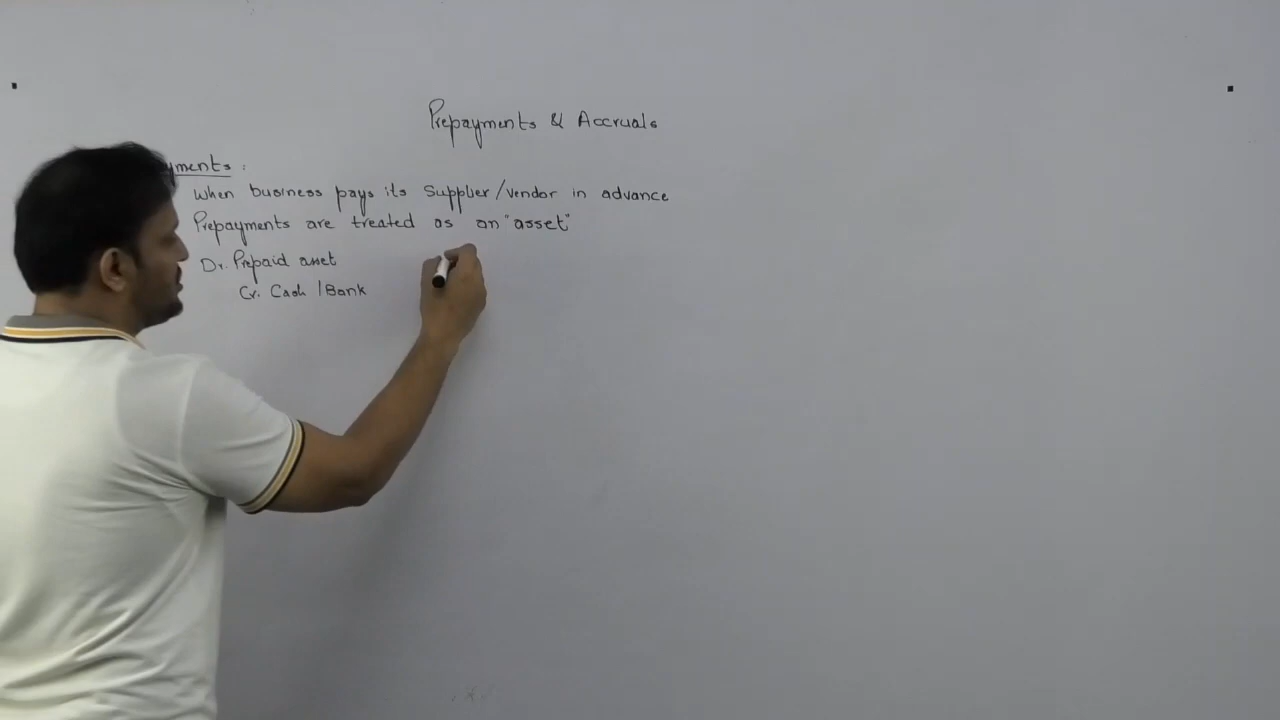 Prepayments & Accruals
yments :
When business pays its Supplier/vendor in advance
Prepayments are treated as an "asset"
Dr. Prepaid asset
Cr. Cash / Bank